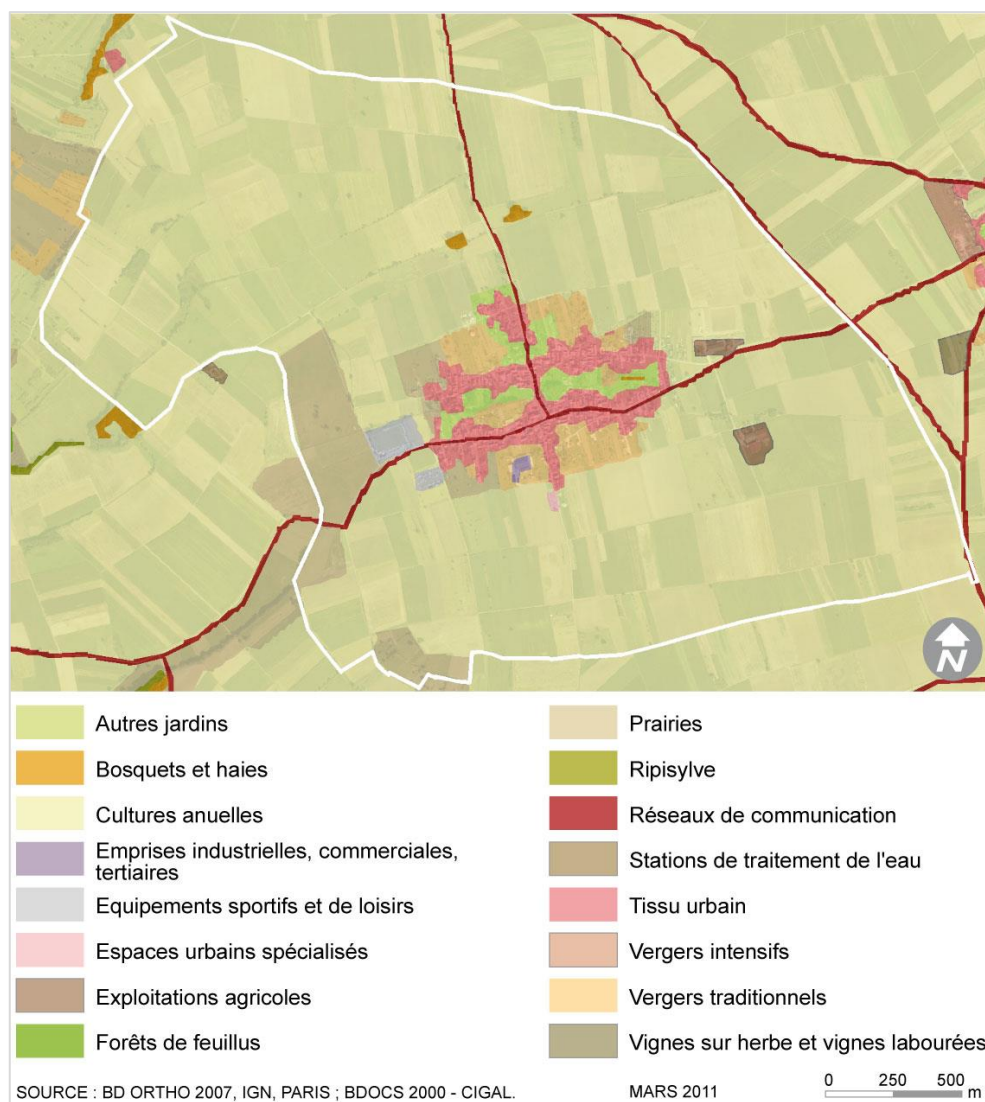 N
Autres jardins
Bosquets et haies
Cultures anuelles
Emprises industrielles, commerciales,
tertiaires
Equipements sportifs et de loisirs
Espaces urbains spécialisés
Exploitations agricoles
Forêts de feuillus
Prairies
Ripisylve
Réseaux de communication
Stations de traitement de l'eau
Tissu urbain
Vergers intensifs
Vergers traditionnels
Vignes sur herbe et vignes labourées
SOURCE : BD ORTHO 2007, IGN, PARIS ; BDOCS 2000 - CIGAL.
MARS 2011
0 250 500
m